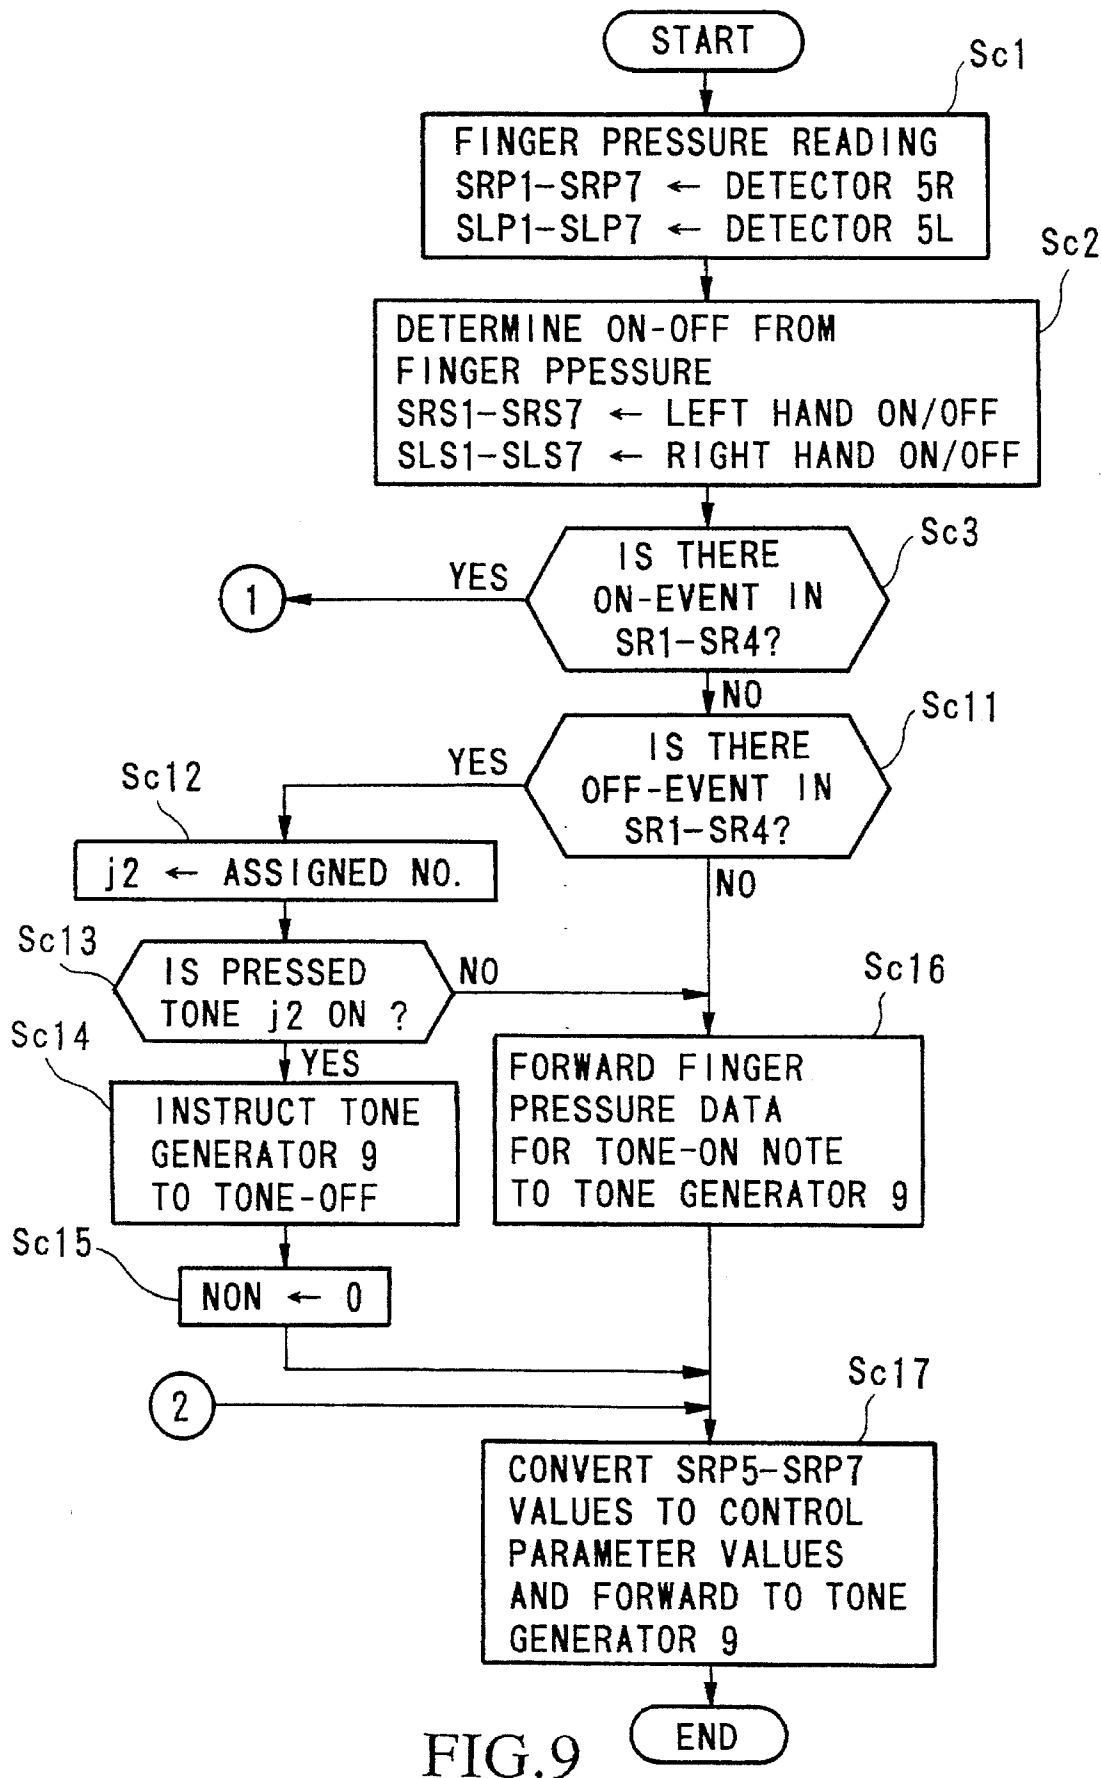 START
Sc1
FINGER PRESSURE READING
SRP1-SRP7 ← DETECTOR 5R
SLP1-SLP7 ← DETECTOR 5L
Sc2
DETERMINE ON-OFF FROM
FINGER PPESSURE
SRS1-SRS7 ← LEFT HAND ON/OFF
SLS1-SLS7 ← RIGHT HAND ON/OFF
Sc3
IS THERE
ON-EVENT IN
SR1-SR4?
YES
1
NO
Sc11
IS THERE
OFF-EVENT IN
SR1-SR4?
YES
NO
Sc12
j2 ← ASSIGNED NO.
Sc13
IS PRESSED
TONE j2 ON ?
NO
YES
Sc14
INSTRUCT TONE
GENERATOR 9
TO TONE-OFF
Sc16
FORWARD FINGER
PRESSURE DATA
FOR TONE-ON NOTE
TO TONE GENERATOR 9
Sc15
NON ← 0
2
Sc17
CONVERT SRP5-SRP7
VALUES TO CONTROL
PARAMETER VALUES
AND FORWARD TO TONE
GENERATOR 9
END
FIG.9